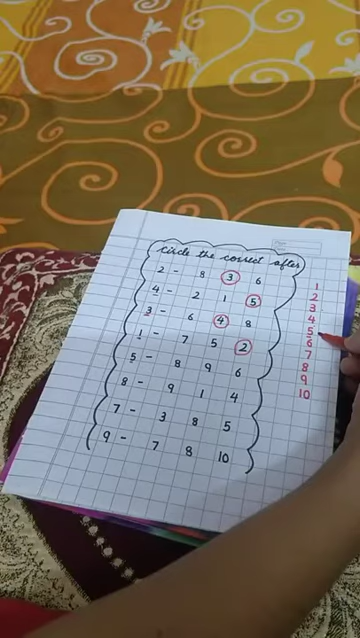 circle the correct after
2 - 8 3 6
4 - 2 1 5
3 - 6 4 8
1 - 7 5 2
5 - 8 9 6
8 - 9 1 4
7 - 3 8 5
9 - 7 8 10
1
2
3
4
5
6
7
8
9
10